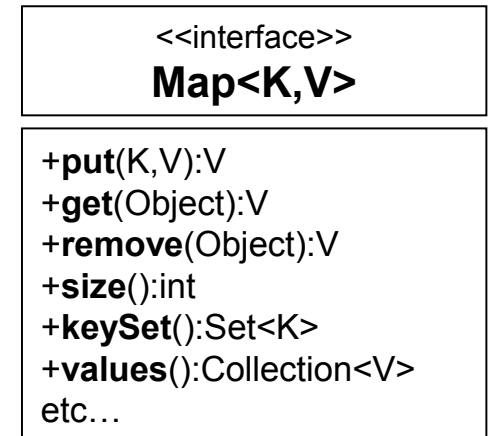 <<interface>>
Map<K,V>
+put(K,V):V
+get(Object):V
+remove(Object):V
+size():int
+keySet():Set<K>
+values():Collection<V>
etc…